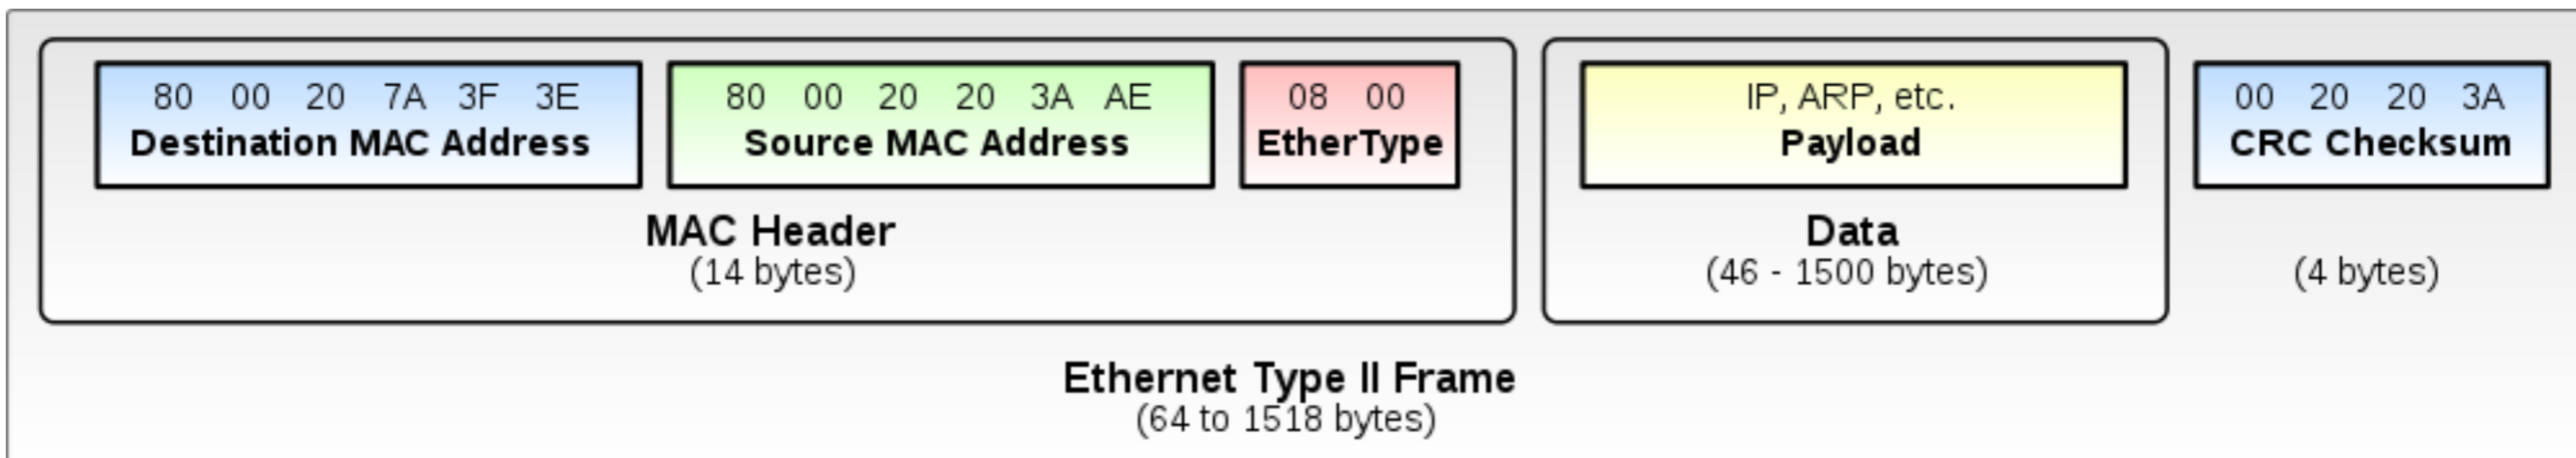 80 00 20 7A 3F 3E
Destination MAC Address
80 00 20 20 3A AE
Source MAC Address
08 00
EtherType
MAC Header
(14 bytes)
IP, ARP, etc.
Payload
Data
(46 - 1500 bytes)
00 20 20 3A
CRC Checksum
(4 bytes)
Ethernet Type II Frame
(64 to 1518 bytes)